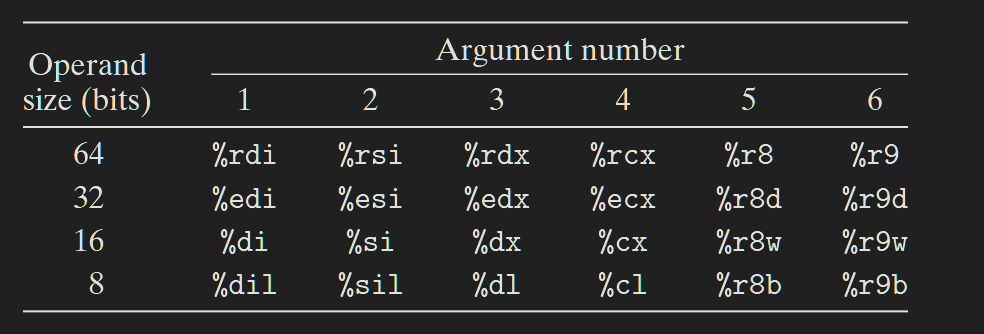 Argument number
Operand
size (bits) 1 2 3 4 5 6
64 %rdi %rsi %rdx %rcx %r8 %r9
32 %edi %esi %edx %ecx %r8d %r9d
16 %di %si %dx %cx %r8w %r9w
8 %dil %sil %dl %cl %r8b %r9b